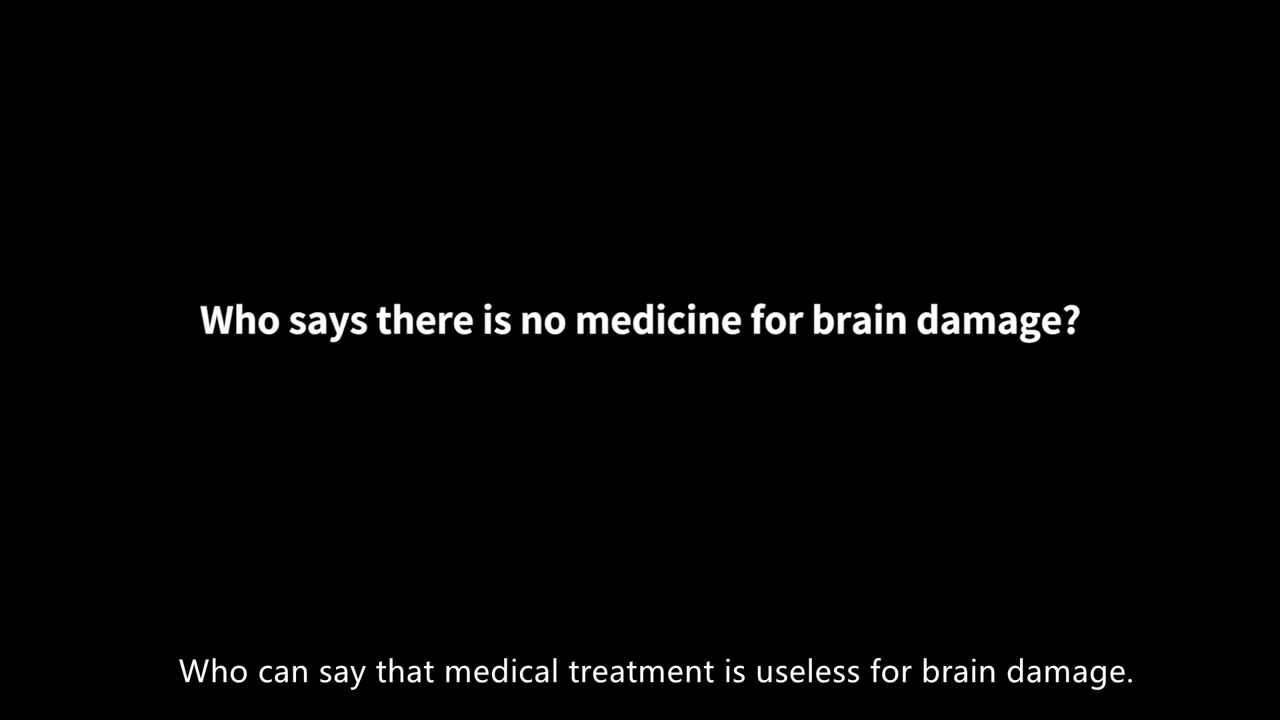 Who says there is no medicine for brain damage?
Who can say that medical treatment is useless for brain damage.